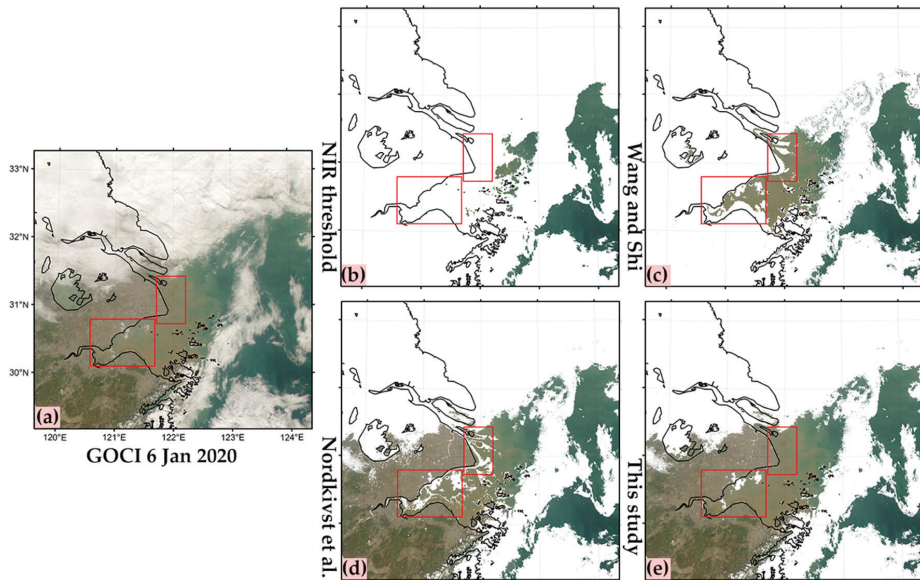 NIR threshold
(b)
Wang and Shi
(c)
33°N
32°N
31°N
30°N
(a)
120°E
121°E
122°E
123°E
124°E
GOCI 6 Jan 2020
Nordkivst et al.
(d)
This study
(e)